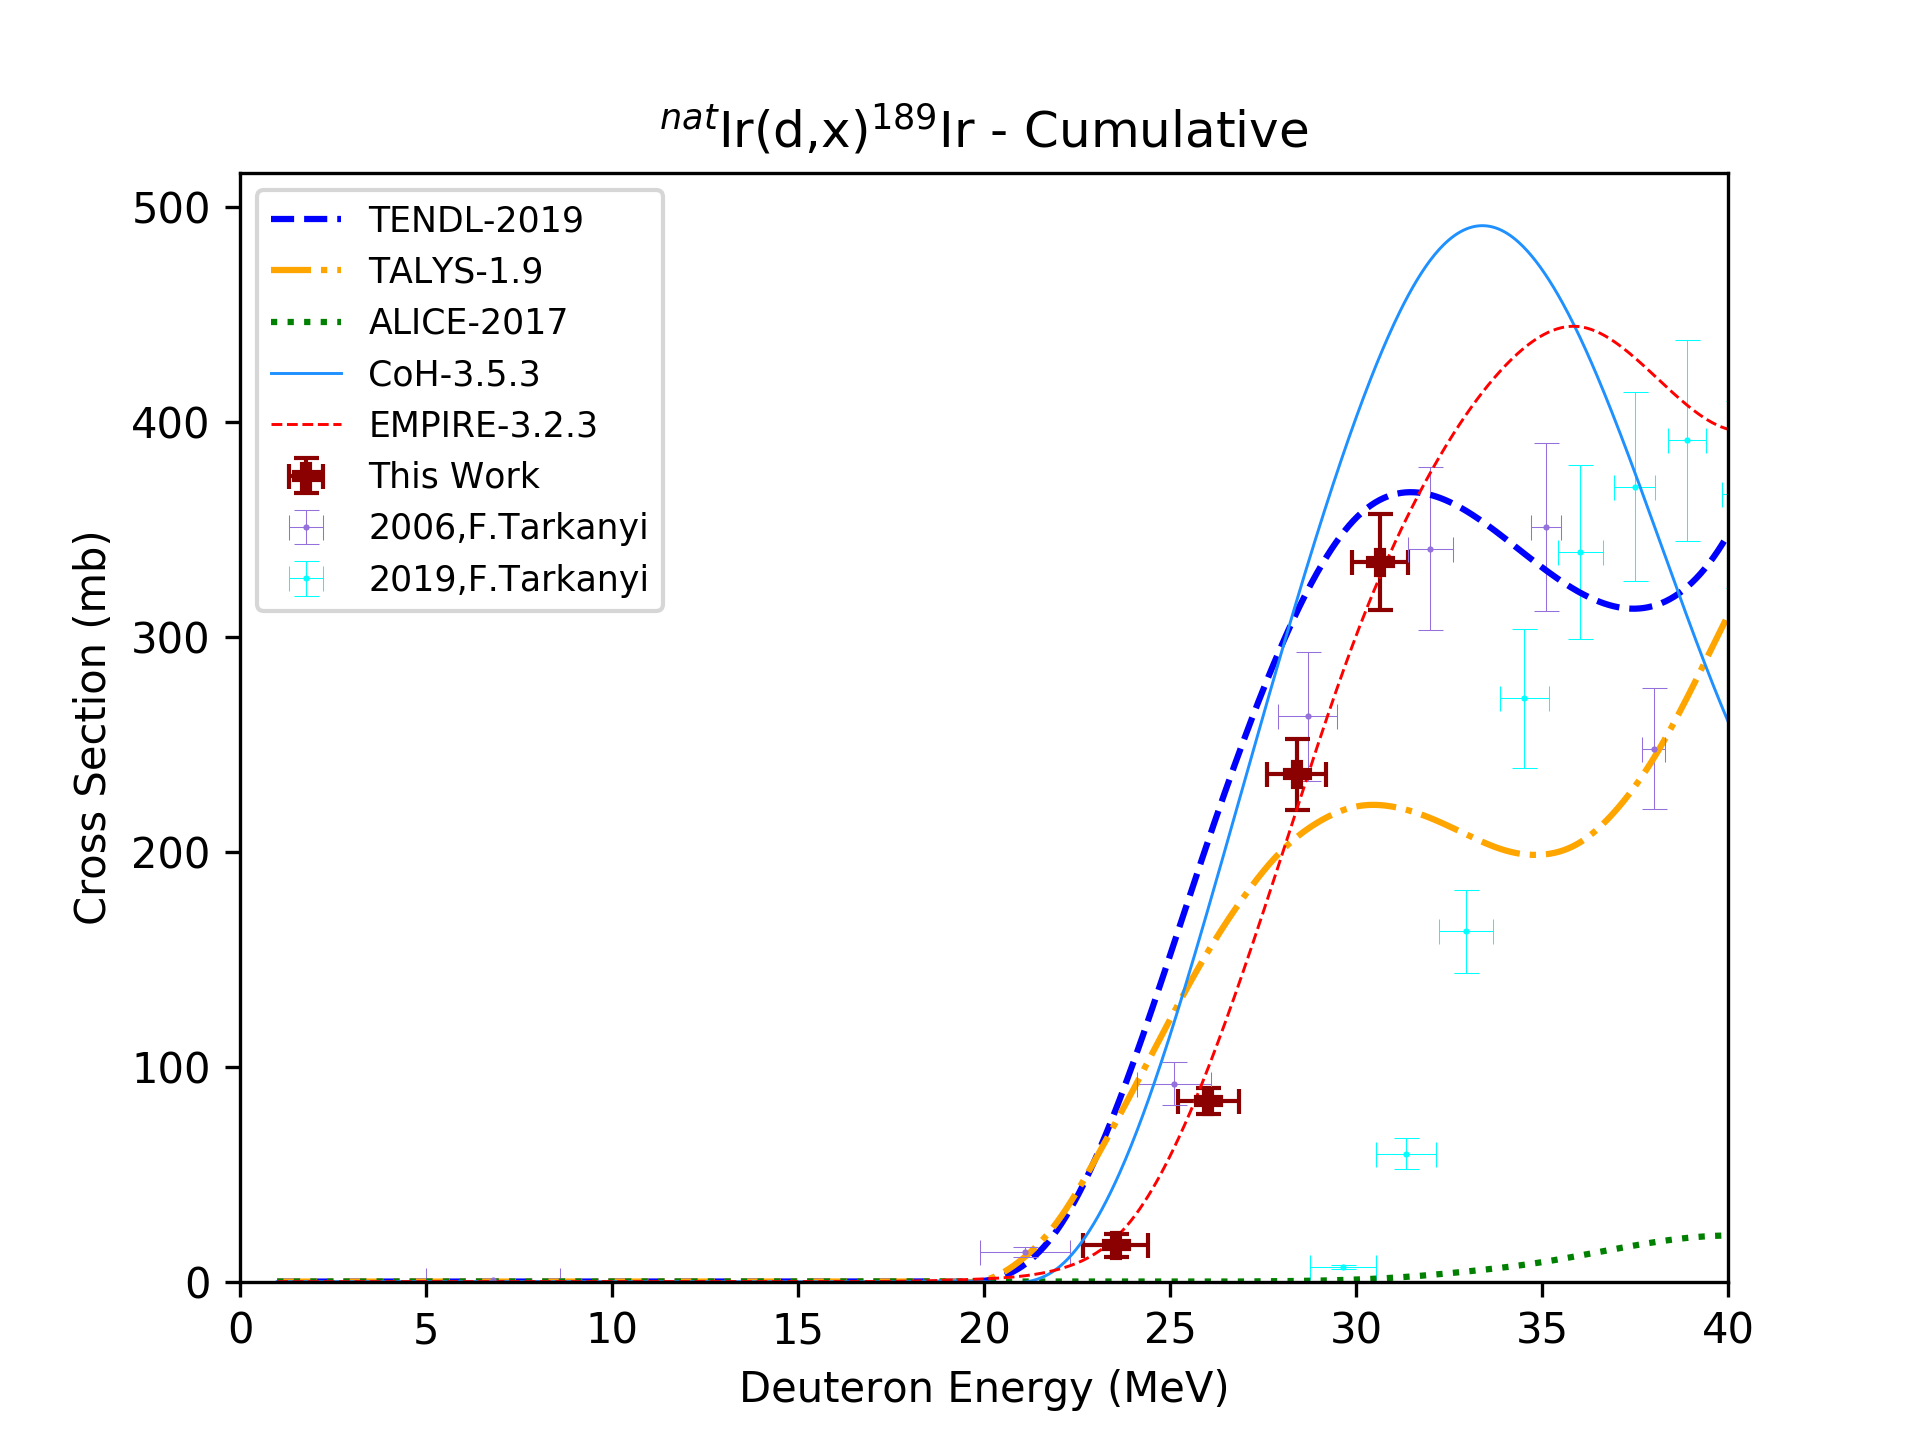 natIr(d,x)189Ir - Cumulative
TENDL-2019
TALYS-1.9
ALICE-2017
CoH-3.5.3
EMPIRE-3.2.3
This Work
2006,F.Tarkanyi
2019,F.Tarkanyi
Cross Section (mb)
500
400
300
200
100
0
0 5 10 15 20 25 30 35 40
Deuteron Energy (MeV)